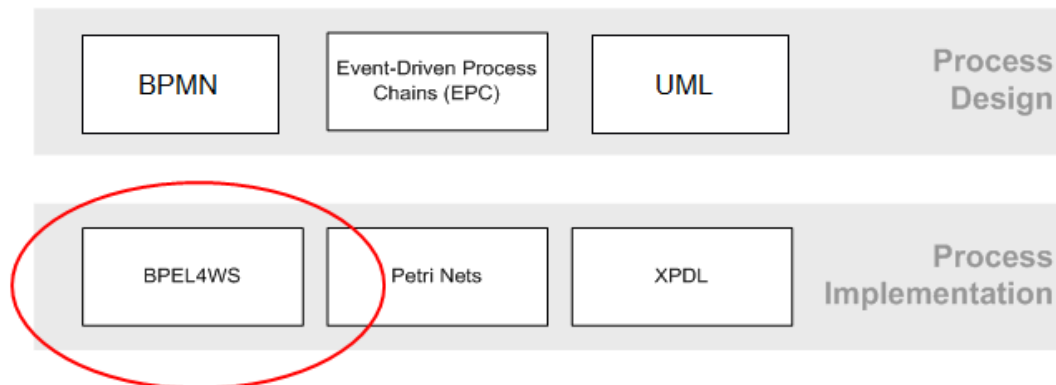 BPMN
Event-Driven Process
Chains (EPC)
UML
Process
Design
BPEL4WS
Petri Nets
XPDL
Process
Implementation